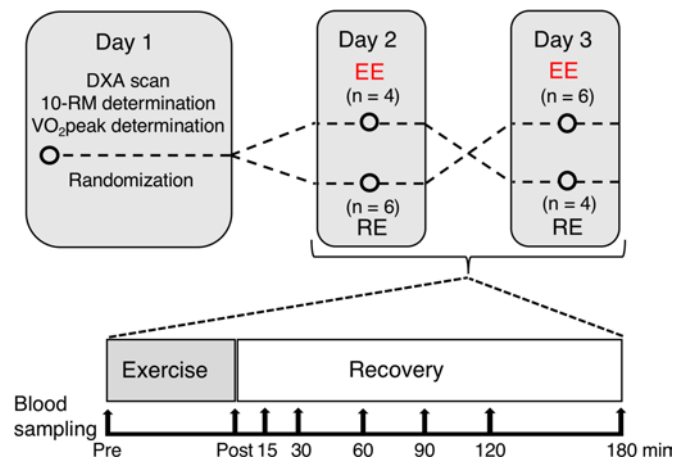 Day 1
DXA scan
10-RM determination
VO₂peak determination
Randomization
Day 2
EE
(n = 4)
(n = 6)
RE
Day 3
EE
(n = 6)
(n = 4)
RE
Exercise
Recovery
Blood
sampling
Pre
Post 15 30 60 90 120 180 min